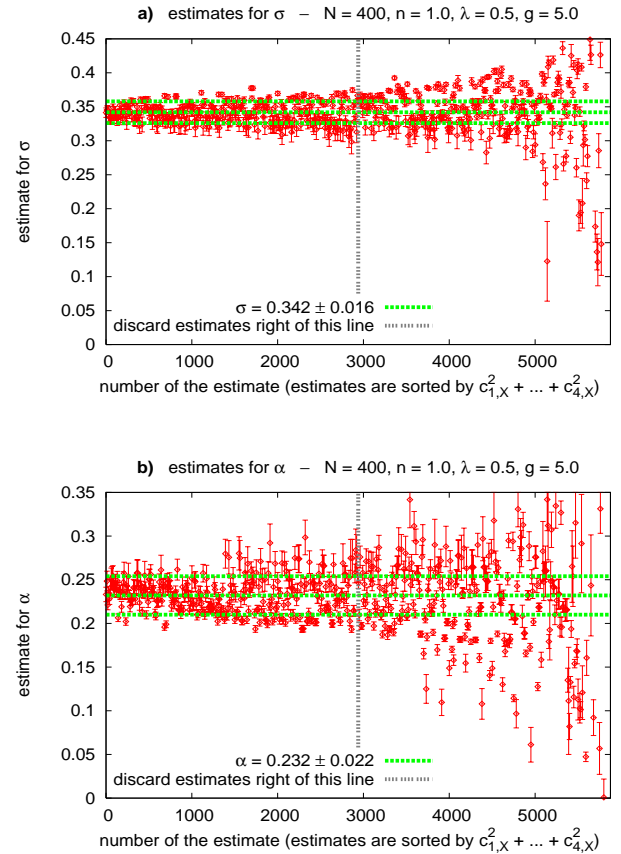 a) estimates for σ – N = 400, n = 1.0, λ = 0.5, g = 5.0
0.45
0.4
0.35
0.3
0.25
0.2
0.15
0.1
0.05
0
estimate for σ
σ = 0.342 ± 0.016
discard estimates right of this line
0 1000 2000 3000 4000 5000
number of the estimate (estimates are sorted by c²₁,X + ... + c²₄,X)
b) estimates for α – N = 400, n = 1.0, λ = 0.5, g = 5.0
0.35
0.3
0.25
0.2
0.15
0.1
0.05
0
estimate for α
α = 0.232 ± 0.022
discard estimates right of this line
0 1000 2000 3000 4000 5000
number of the estimate (estimates are sorted by c²₁,X + ... + c²₄,X)